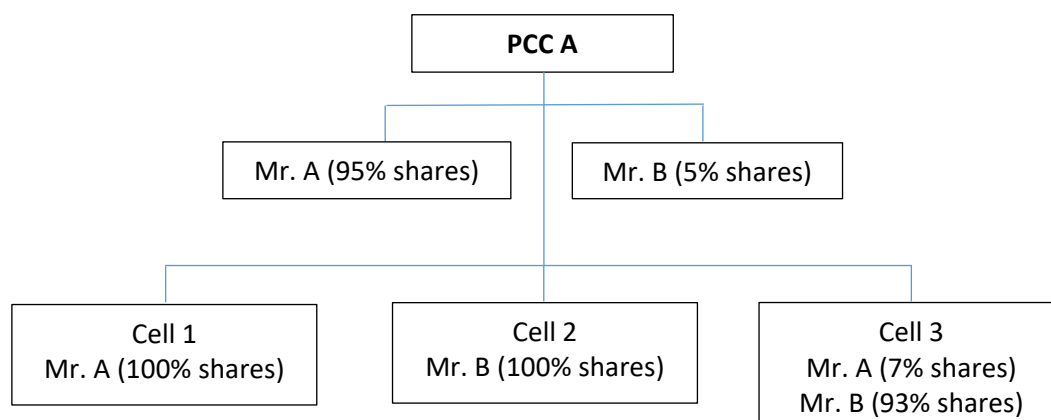 PCC A
Mr. A (95% shares)
Mr. B (5% shares)
Cell 1
Mr. A (100% shares)
Cell 2
Mr. B (100% shares)
Cell 3
Mr. A (7% shares)
Mr. B (93% shares)